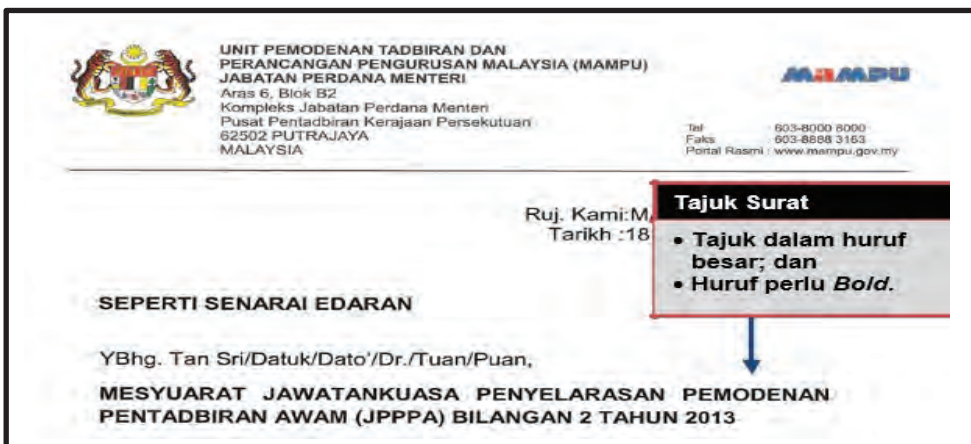 UNIT PEMODENAN TADBIRAN DAN
PERANCANGAN PENGURUSAN MALAYSIA (MAMPU)
JABATAN PERDANA MENTERI
Aras 6, Blok B2
Kompleks Jabatan Perdana Menteri
Pusat Pentadbiran Kerajaan Persekutuan
62502 PUTRAJAYA
MALAYSIA
MAMPU
Tel 603-8000 8000
Faks 603-8888 3163
Portal Rasmi : www.mampu.gov.my
Ruj. Kami:M
Tarikh :18
Tajuk Surat
• Tajuk dalam huruf
besar; dan
• Huruf perlu Bold.
SEPERTI SENARAI EDARAN
YBhg. Tan Sri/Datuk/Dato'/Dr./Tuan/Puan,
MESYUARAT JAWATANKUASA PENYELARASAN PEMODENAN
PENTADBIRAN AWAM (JPPPA) BILANGAN 2 TAHUN 2013